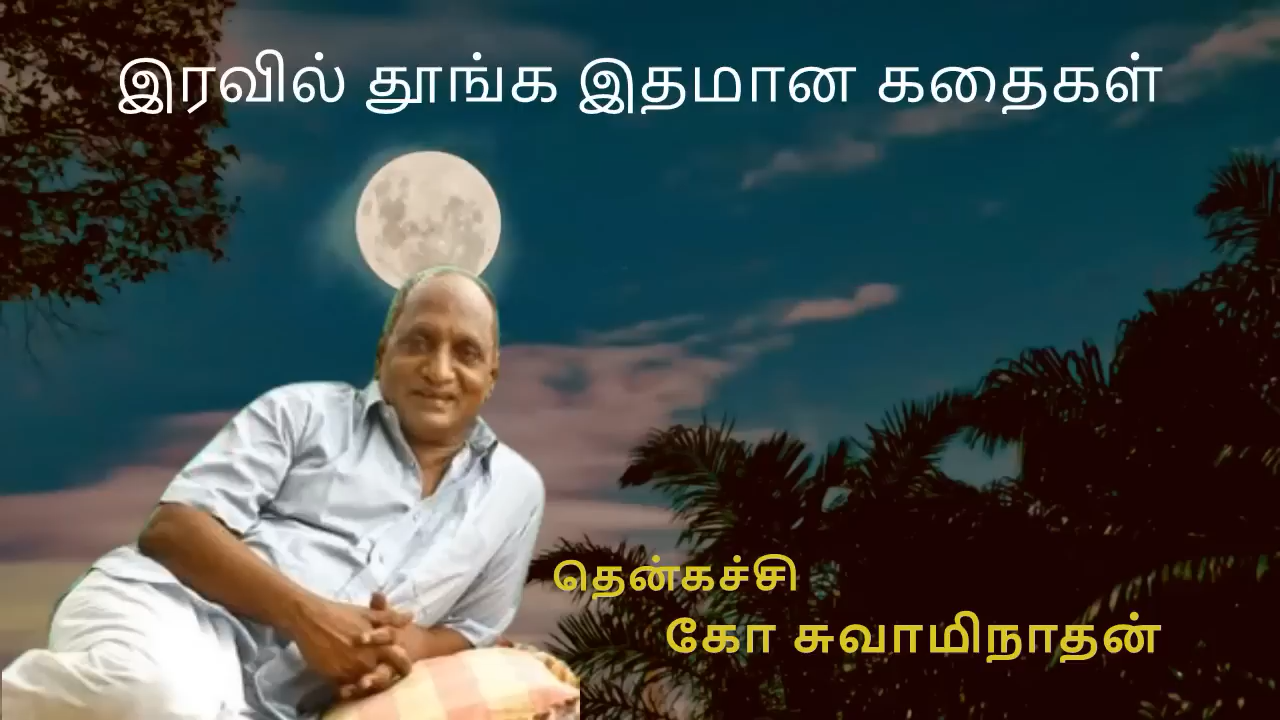 இரவில் தூங்க இதமான கதைகள்
தென்கச்சி
கோ சுவாமிநாதன்